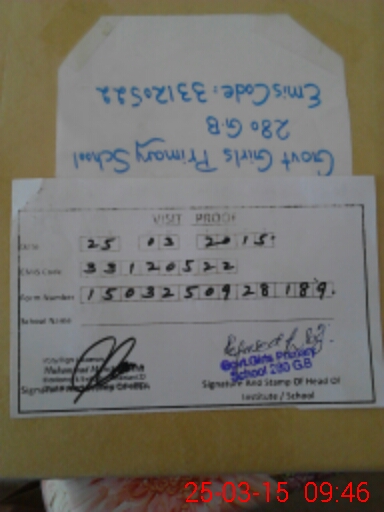 Govt Girls Primary School
280 G.B
Emis Code: 33120522
VISIT PROOF
Date 25 03 2015
EMIS Code 33120522
Form Number 1503250928189
School Name
Govt. Girls Primary
School 280 G.B
Signature And Stamp Of Head Of
Institute / School
25-03-15 09:46